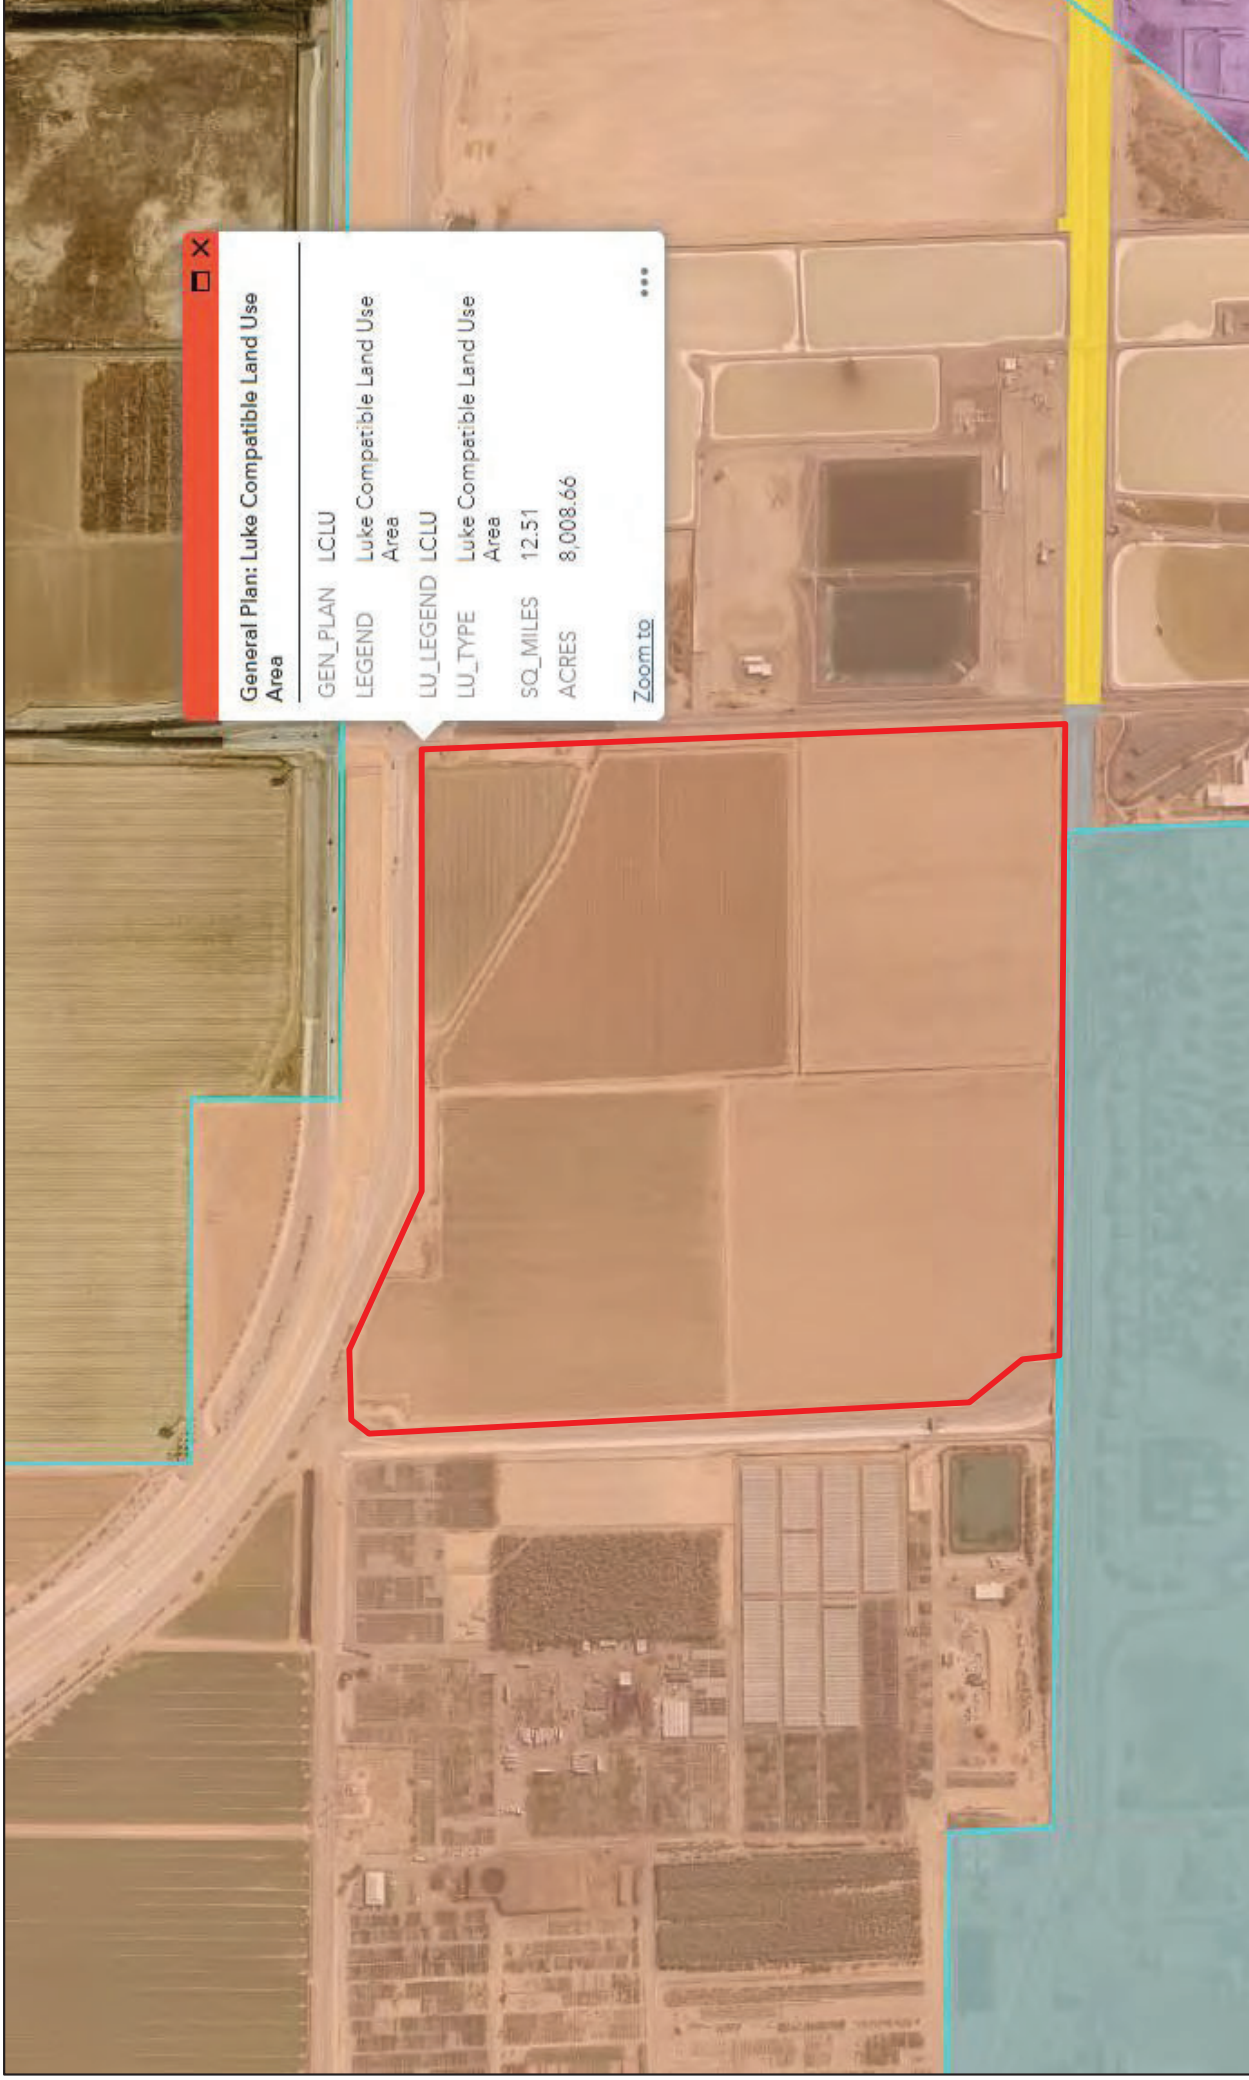 General Plan: Luke Compatible Land Use
Area
GEN_PLAN LCLU
LEGEND Luke Compatible Land Use
Area
LU_LEGEND LCLU
LU_TYPE Luke Compatible Land Use
Area
SQ_MILES 12.51
ACRES 8,008.66
Zoom to